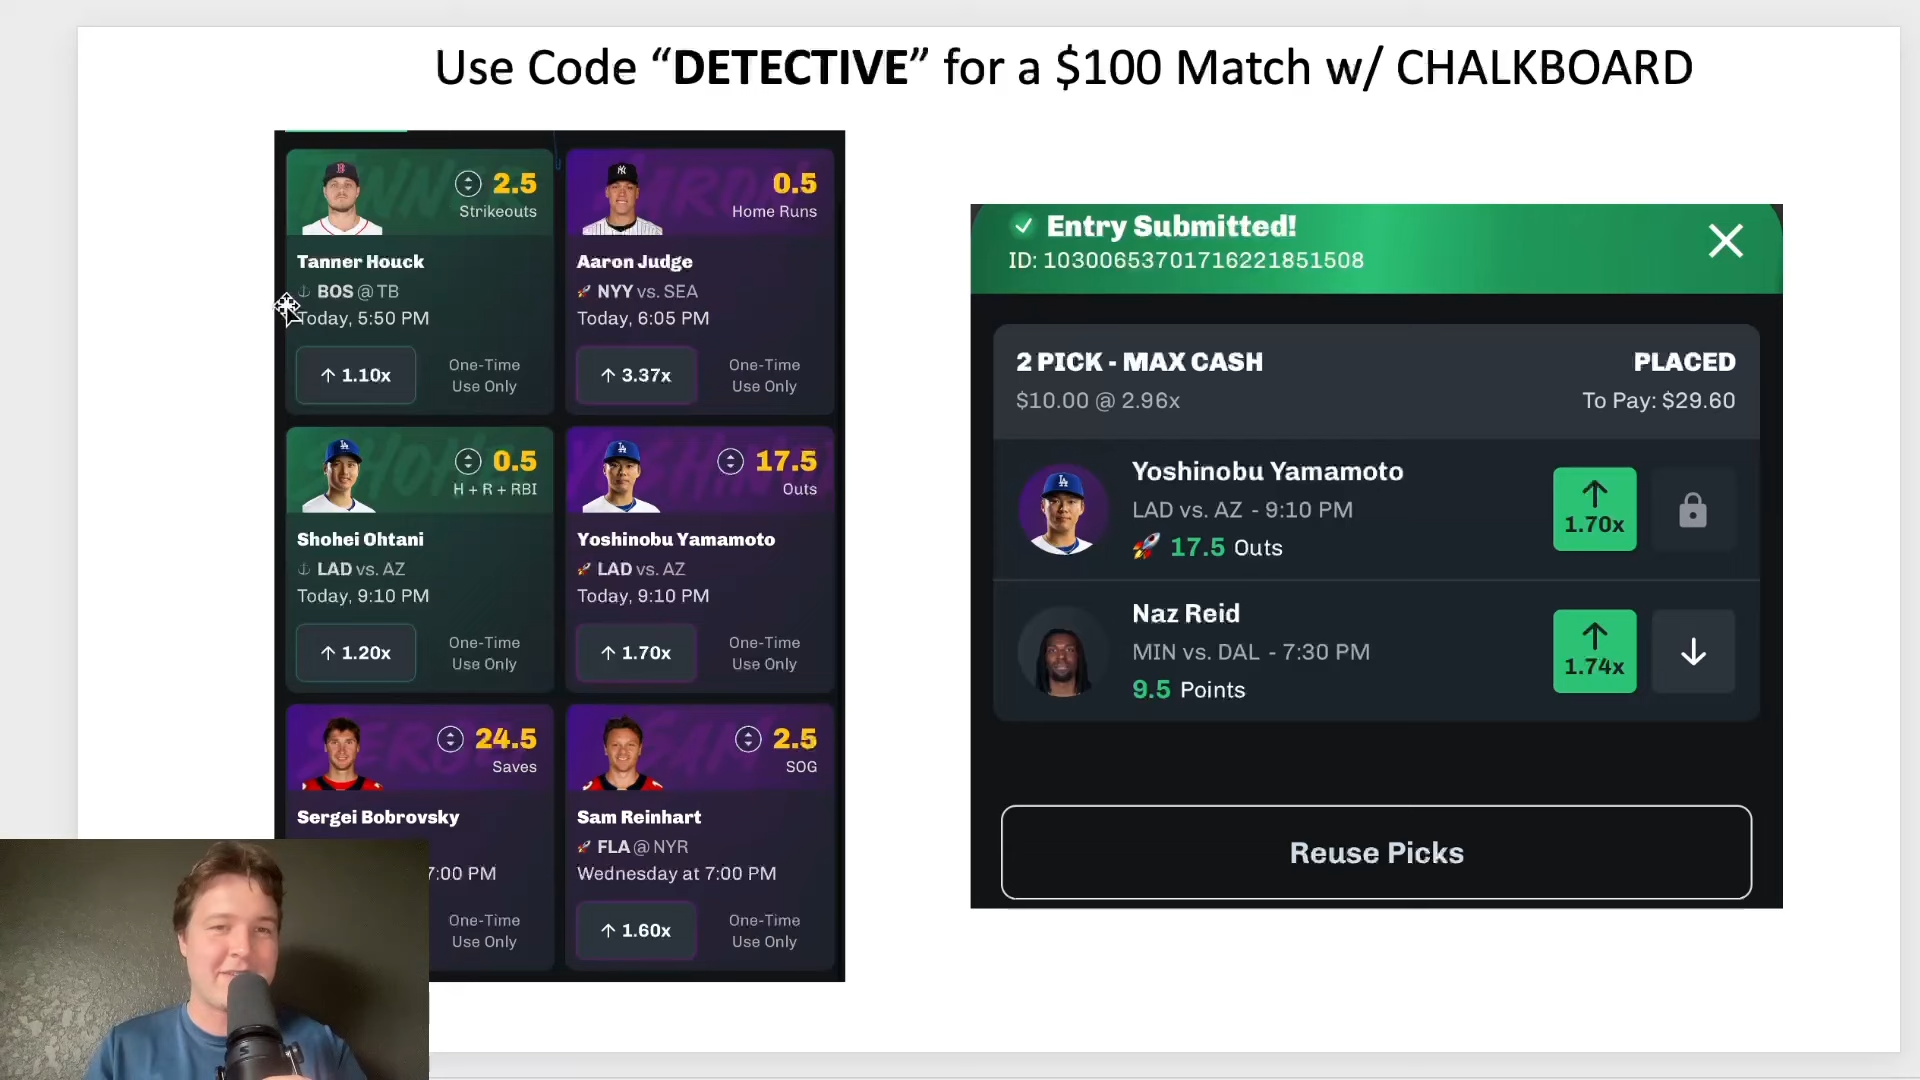 Use Code “DETECTIVE” for a $100 Match w/ CHALKBOARD
2.5
Strikeouts
Tanner Houck
BOS @ TB
Today, 5:50 PM
↑ 1.10x
One-Time
Use Only
0.5
Home Runs
Aaron Judge
NYY vs. SEA
Today, 6:05 PM
↑ 3.37x
One-Time
Use Only
0.5
H + R + RBI
Shohei Ohtani
LAD vs. AZ
Today, 9:10 PM
↑ 1.20x
One-Time
Use Only
17.5
Outs
Yoshinobu Yamamoto
LAD vs. AZ
Today, 9:10 PM
↑ 1.70x
One-Time
Use Only
24.5
Saves
Sergei Bobrovsky
7:00 PM
One-Time
Use Only
2.5
SOG
Sam Reinhart
FLA @ NYR
Wednesday at 7:00 PM
↑ 1.60x
One-Time
Use Only
Entry Submitted!
ID: 10300653701716221851508
2 PICK - MAX CASH PLACED
$10.00 @ 2.96x To Pay: $29.60
Yoshinobu Yamamoto
LAD vs. AZ - 9:10 PM
17.5 Outs
1.70x
Naz Reid
MIN vs. DAL - 7:30 PM
9.5 Points
1.74x
Reuse Picks